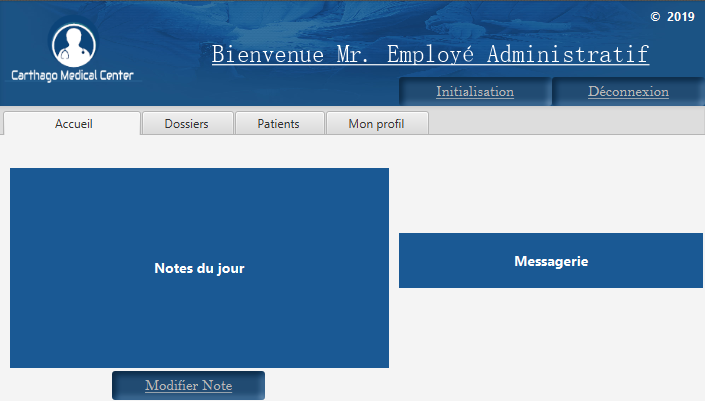 © 2019
Bienvenue Mr. Employé Administratif
Carthago Medical Center
Initialisation
Déconnexion
Accueil
Dossiers
Patients
Mon profil
Notes du jour
Messagerie
Modifier Note